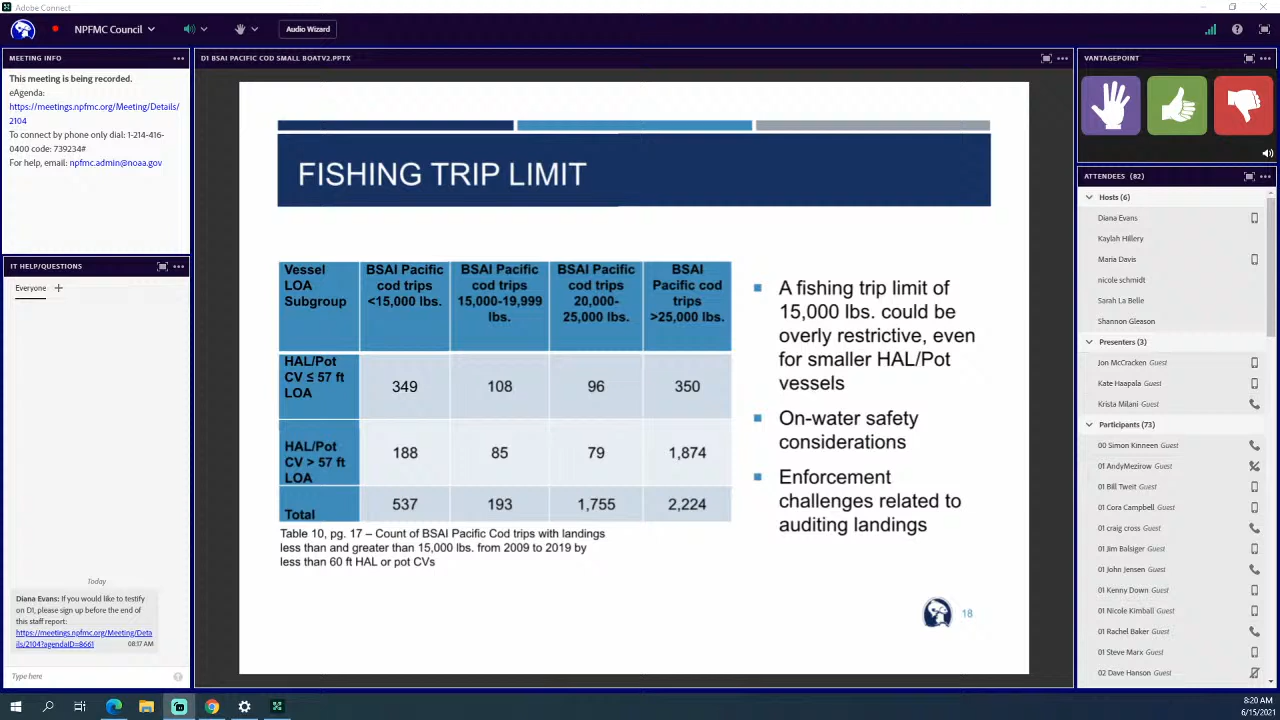 Adobe Connect
NPFMC Council
Audio Wizard
MEETING INFO
This meeting is being recorded.
eAgenda:
https://meetings.npfmc.org/Meeting/Details/
2104
To connect by phone only dial: 1-214-416-
0400 code: 739234#
For help, email: npfmc.admin@noaa.gov
IT HELP/QUESTIONS
Everyone
Today
Diana Evans: If you would like to testify
on D1, please sign up before the end of
this staff report:
https://meetings.npfmc.org/Meeting/Deta
ils/2104?agendaID=8661
08:17 AM
Type here
D1 BSAI PACIFIC COD SMALL BOATV2.PPTX
FISHING TRIP LIMIT
Vessel LOA Subgroup
BSAI Pacific cod trips <15,000 lbs.
BSAI Pacific cod trips 15,000-19,999 lbs.
BSAI Pacific cod trips 20,000-25,000 lbs.
BSAI Pacific cod trips >25,000 lbs.
HAL/Pot CV ≤ 57 ft LOA
349
108
96
350
HAL/Pot CV > 57 ft LOA
188
85
79
1,874
Total
537
193
1,755
2,224
Table 10, pg. 17 – Count of BSAI Pacific Cod trips with landings
less than and greater than 15,000 lbs. from 2009 to 2019 by
less than 60 ft HAL or pot CVs
A fishing trip limit of
15,000 lbs. could be
overly restrictive, even
for smaller HAL/Pot
vessels
On-water safety
considerations
Enforcement
challenges related to
auditing landings
18
VANTAGEPOINT
ATTENDEES (82)
Hosts (6)
Diana Evans
Kaylah Hillery
Maria Davis
nicole schmidt
Sarah La Belle
Shannon Gleason
Presenters (3)
Jon McCracken Guest
Kate Haapala Guest
Krista Milani Guest
Participants (73)
00 Simon Kinneen Guest
01 AndyMezirow Guest
01 Bill Tweit Guest
01 Cora Campbell Guest
01 craig cross Guest
01 Jim Balsiger Guest
01 John Jensen Guest
01 Kenny Down Guest
01 Nicole Kimball Guest
01 Rachel Baker Guest
01 Steve Marx Guest
02 Dave Hanson Guest
8:20 AM
6/15/2021